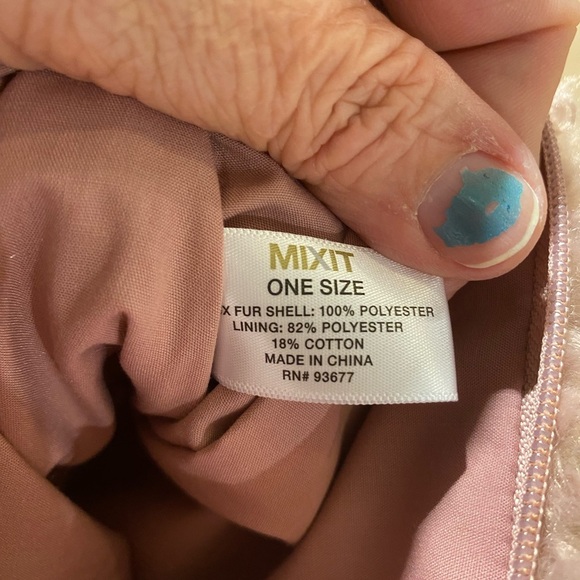 MIXIT
ONE SIZE
X FUR SHELL: 100% POLYESTER
LINING: 82% POLYESTER
18% COTTON
MADE IN CHINA
RN# 93677